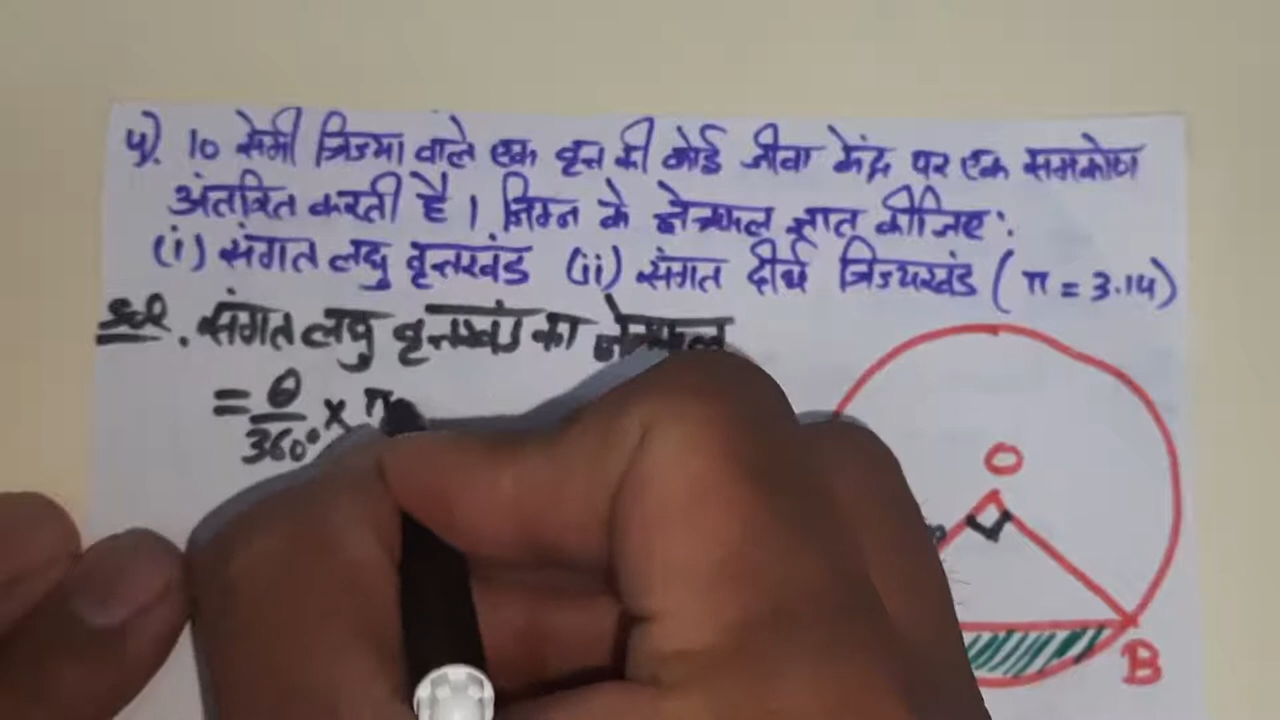 4). 10 सेमी त्रिज्या वाले एक वृत्त की कोई जीवा केंद्र पर एक समकोण
अंतरित करती है। निम्न के क्षेत्रफल ज्ञात कीजिए:
(i) संगत लघु वृत्तखंड (ii) संगत दीर्घ त्रिज्यखंड (π = 3.14)
हल. संगत लघु वृत्तखंड का क्षेत्रफल
= θ/360° × π
O
B